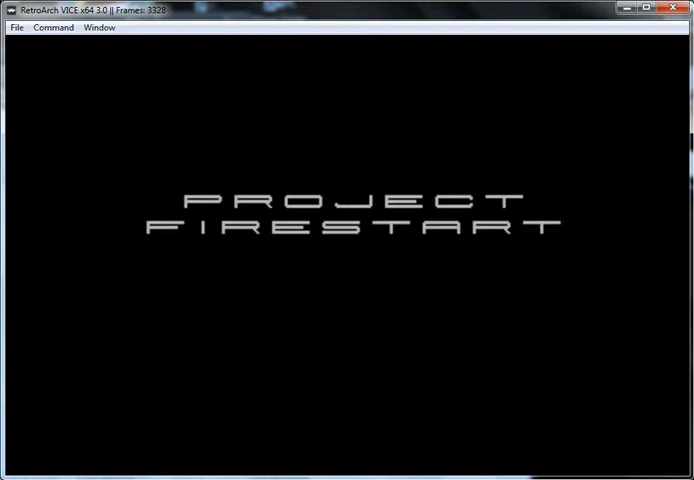 RetroArch VICE x64 3.0 || Frames: 3328
File Command Window
PROJECT
FIRESTART